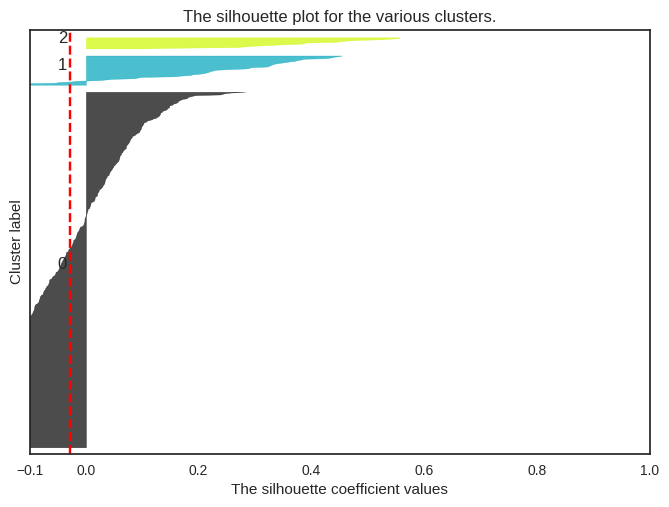 The silhouette plot for the various clusters.
2
1
0
Cluster label
−0.1 0.0 0.2 0.4 0.6 0.8 1.0
The silhouette coefficient values